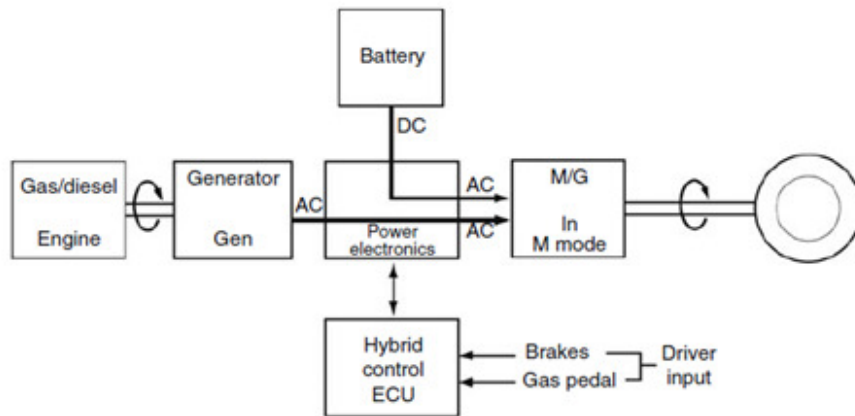 Battery
DC
Gas/diesel
Engine
Generator
Gen
AC
Power
electronics
AC
AC
M/G
In
M mode
Hybrid
control
ECU
Brakes
Gas pedal
Driver
input